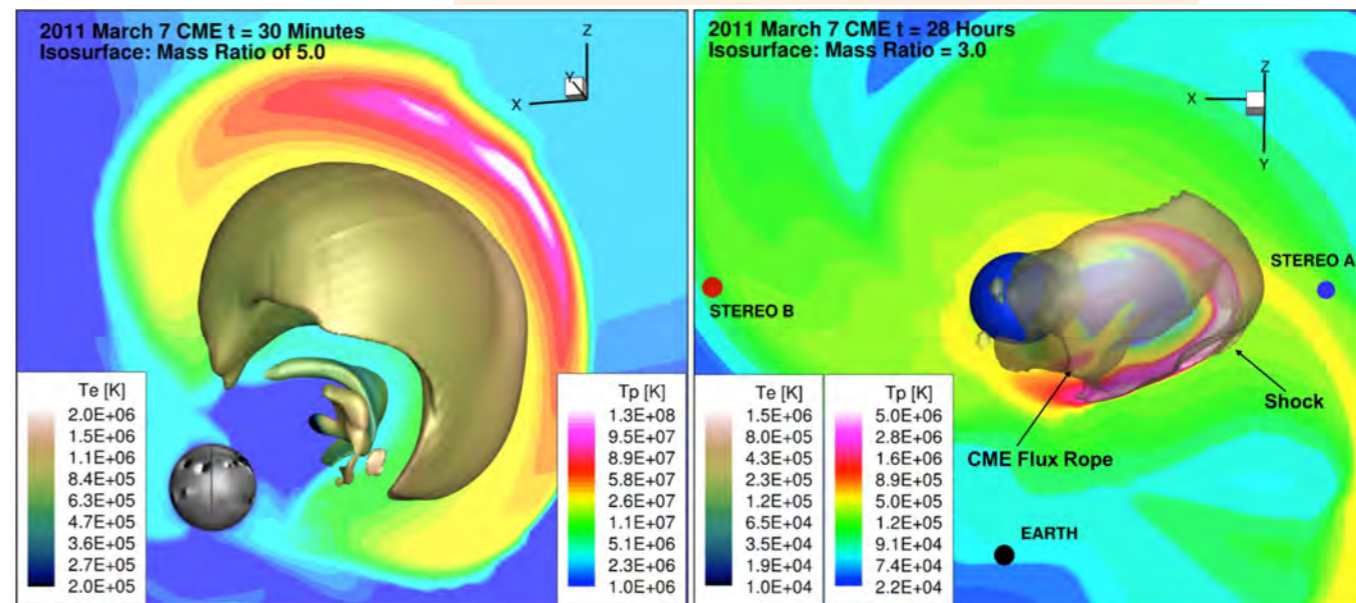 2011 March 7 CME t = 30 Minutes
Isosurface: Mass Ratio of 5.0
Z
Y
X
Te [K]
2.0E+06
1.5E+06
1.1E+06
8.4E+05
6.3E+05
4.7E+05
3.6E+05
2.7E+05
2.0E+05
Tp [K]
1.3E+08
9.5E+07
8.9E+07
5.8E+07
2.6E+07
1.1E+07
5.1E+06
2.3E+06
1.0E+06
2011 March 7 CME t = 28 Hours
Isosurface: Mass Ratio = 3.0
Z
X
Y
STEREO A
STEREO B
Shock
CME Flux Rope
EARTH
Te [K]
1.5E+06
8.0E+05
4.3E+05
2.3E+05
1.2E+05
6.5E+04
3.5E+04
1.9E+04
1.0E+04
Tp [K]
5.0E+06
2.8E+06
1.6E+06
8.9E+05
5.0E+05
1.2E+05
9.1E+04
7.4E+04
2.2E+04